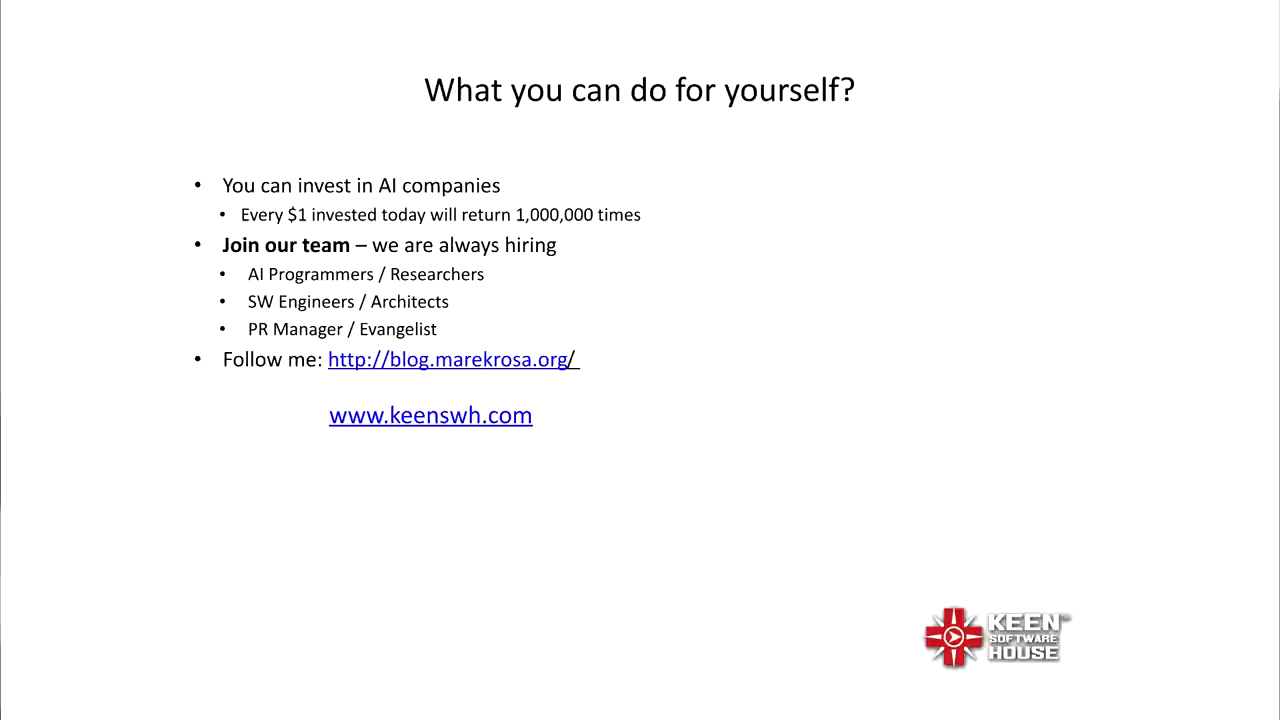 What you can do for yourself?
• You can invest in AI companies
• Every $1 invested today will return 1,000,000 times
• Join our team – we are always hiring
• AI Programmers / Researchers
• SW Engineers / Architects
• PR Manager / Evangelist
• Follow me: http://blog.marekrosa.org/
www.keenswh.com
KEEN™
SOFTWARE
HOUSE